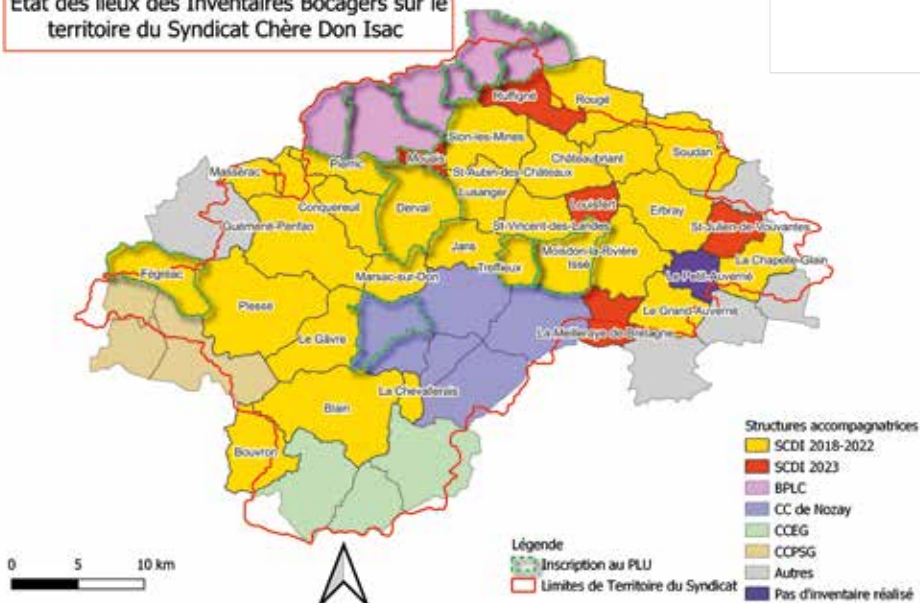 Etat des lieux des Inventaires Bocagers sur le
territoire du Syndicat Chère Don Isac
Ruffigné
Rougé
Sion-les-Mines
Soudan
Mouais
Châteaubriant
Pierric
St-Aubin-des-Châteaux
Massérac
Lusanger
Louisfert
Erbray
Conquereuil
Derval
St-Vincent-des-Landes
St-Julien-de-Vouvantes
Guémené-Penfao
Jans
Moisdon-la-Rivière
La Chapelle-Glain
Treffieux
Issé
Fégréac
Marsac-sur-Don
Le Petit-Auverné
Plessé
Le Grand-Auverné
Le Gâvre
La Meilleraye-de-Bretagne
La Chevallerais
Blain
Bouvron
Structures accompagnatrices
SCDI 2018-2022
SCDI 2023
BPLC
CC de Nozay
CCEG
CCPSG
Autres
Pas d'inventaire réalisé
Légende
Inscription au PLU
Limites de Territoire du Syndicat
0 5 10 km